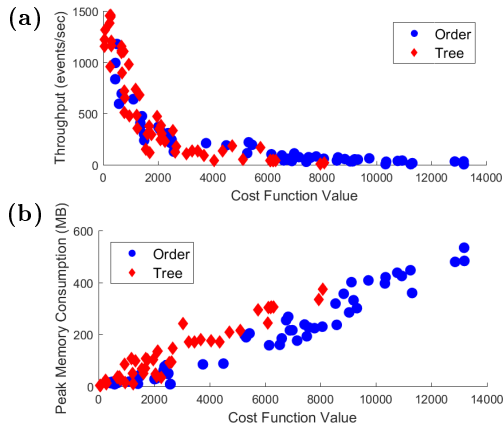 (a)
Throughput (events/sec)
1500
1000
500
0
Order
Tree
0 2000 4000 6000 8000 10000 12000 14000
Cost Function Value
(b)
Peak Memory Consumption (MB)
600
400
200
0
Order
Tree
0 2000 4000 6000 8000 10000 12000 14000
Cost Function Value